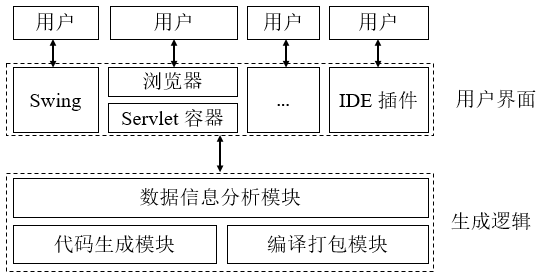 用户 用户 用户 用户
Swing 浏览器 Servlet 容器 ... IDE 插件 用户界面
数据信息分析模块
代码生成模块 编译打包模块 生成逻辑